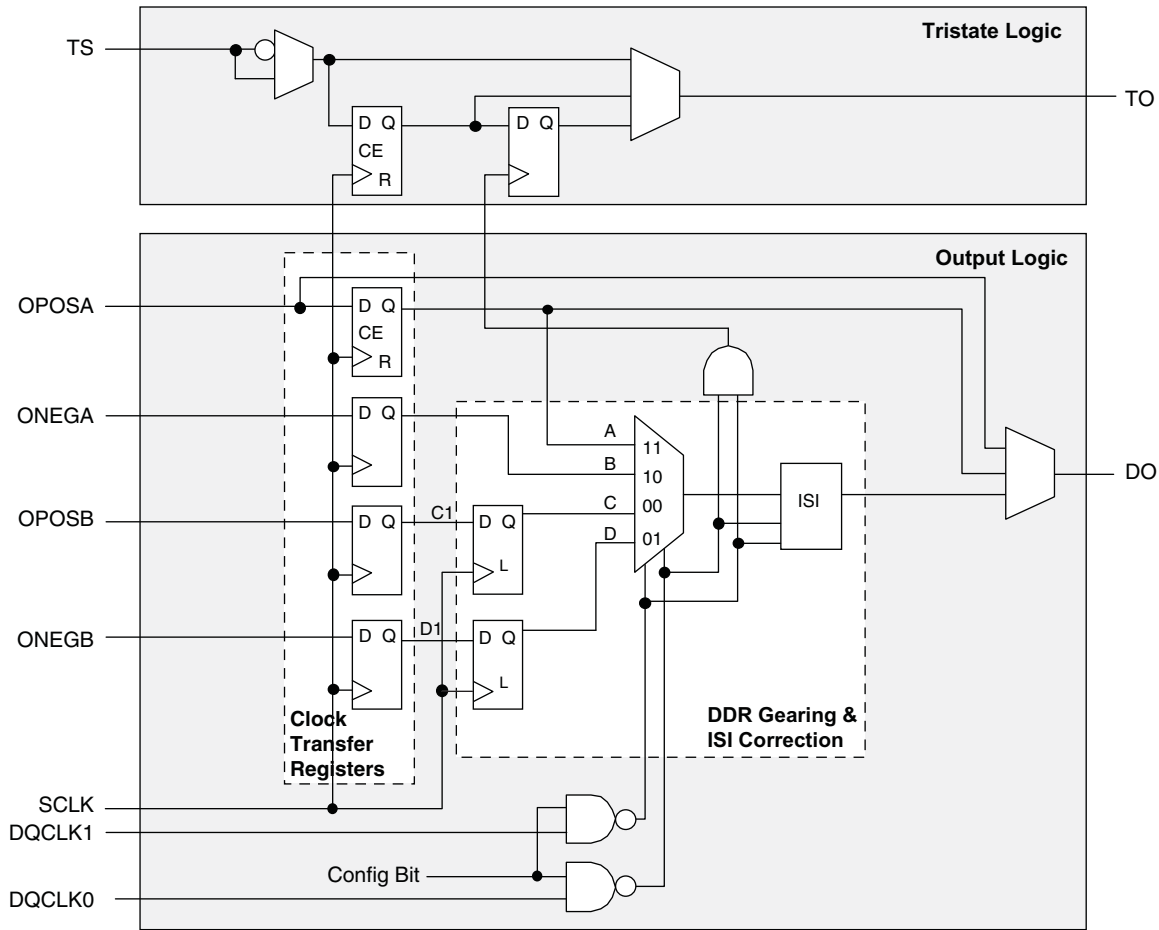 Tristate Logic
TS
TO
D Q
CE
R
D Q
Output Logic
OPOSA
D Q
CE
R
ONEGA
D Q
A
11
B
10
C
00
D
01
ISI
DO
OPOSB
D Q
C1
D Q
L
ONEGB
D Q
D1
D Q
L
Clock
Transfer
Registers
DDR Gearing &
ISI Correction
SCLK
DQCLK1
Config Bit
DQCLK0